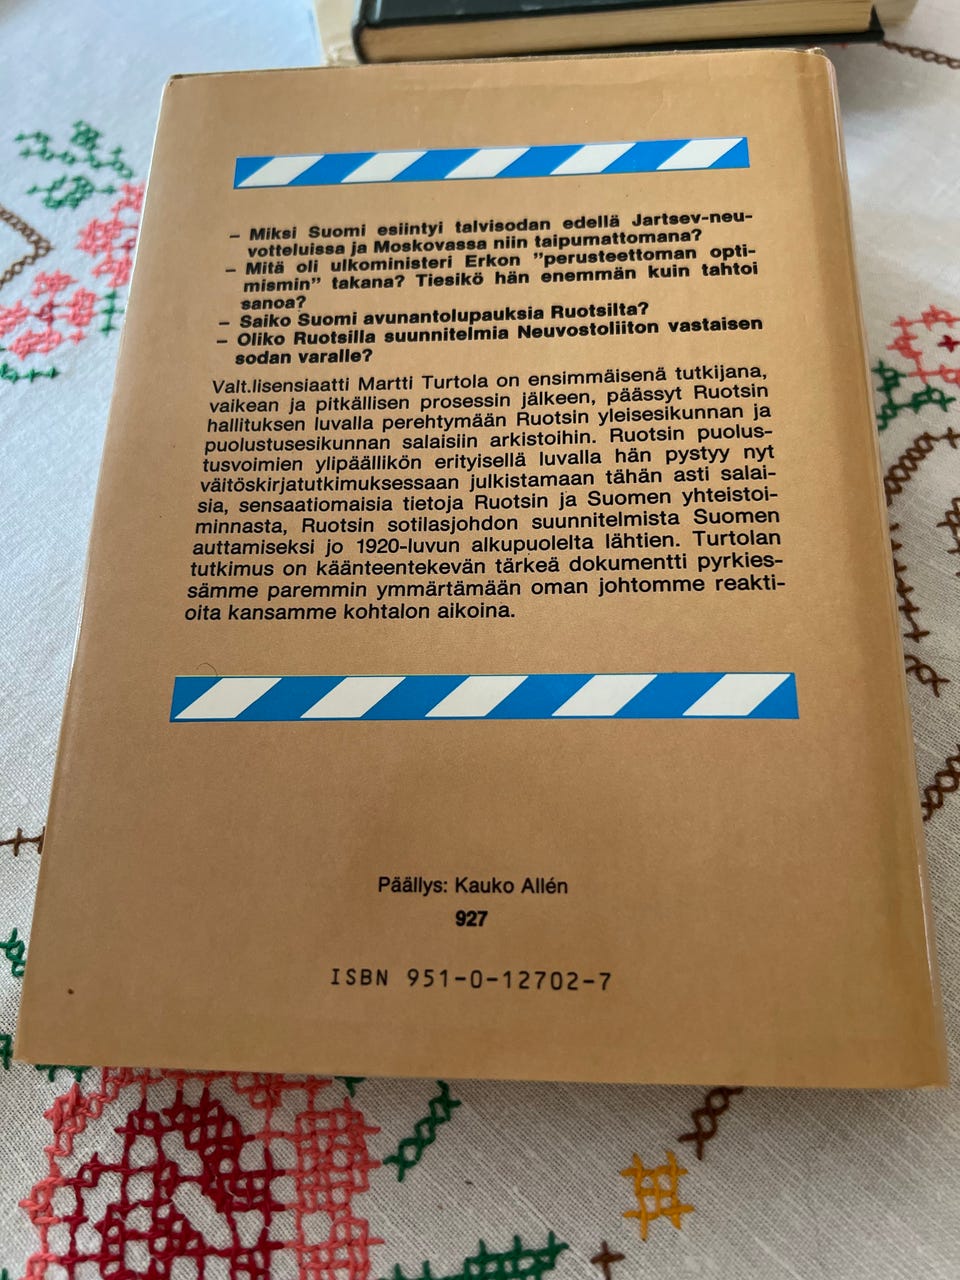 – Miksi Suomi esiintyi talvisodan edellä Jartsev-neu-
votteluissa ja Moskovassa niin taipumattomana?
– Mitä oli ulkoministeri Erkon ”perusteettoman opti-
mismin” takana? Tiesikö hän enemmän kuin tahtoi
sanoa?
– Saiko Suomi avunantolupauksia Ruotsilta?
– Oliko Ruotsilla suunnitelmia Neuvostoliiton vastaisen
sodan varalle?
Valt.lisensiaatti Martti Turtola on ensimmäisenä tutkijana,
vaikean ja pitkällisen prosessin jälkeen, päässyt Ruotsin
hallituksen luvalla perehtymään Ruotsin yleisesikunnan ja
puolustusesikunnan salaisiin arkistoihin. Ruotsin puolus-
tusvoimien ylipäällikön erityisellä luvalla hän pystyy nyt
väitöskirjatutkimuksessaan julkistamaan tähän asti salai-
sia, sensaatiomaisia tietoja Ruotsin ja Suomen yhteistoi-
minnasta, Ruotsin sotilasjohdon suunnitelmista Suomen
auttamiseksi jo 1920-luvun alkupuolelta lähtien. Turtolan
tutkimus on käänteentekevän tärkeä dokumentti pyrkies-
sämme paremmin ymmärtämään oman johtomme reakti-
oita kansamme kohtalon aikoina.
Päällys: Kauko Allén
927
ISBN 951-0-12702-7